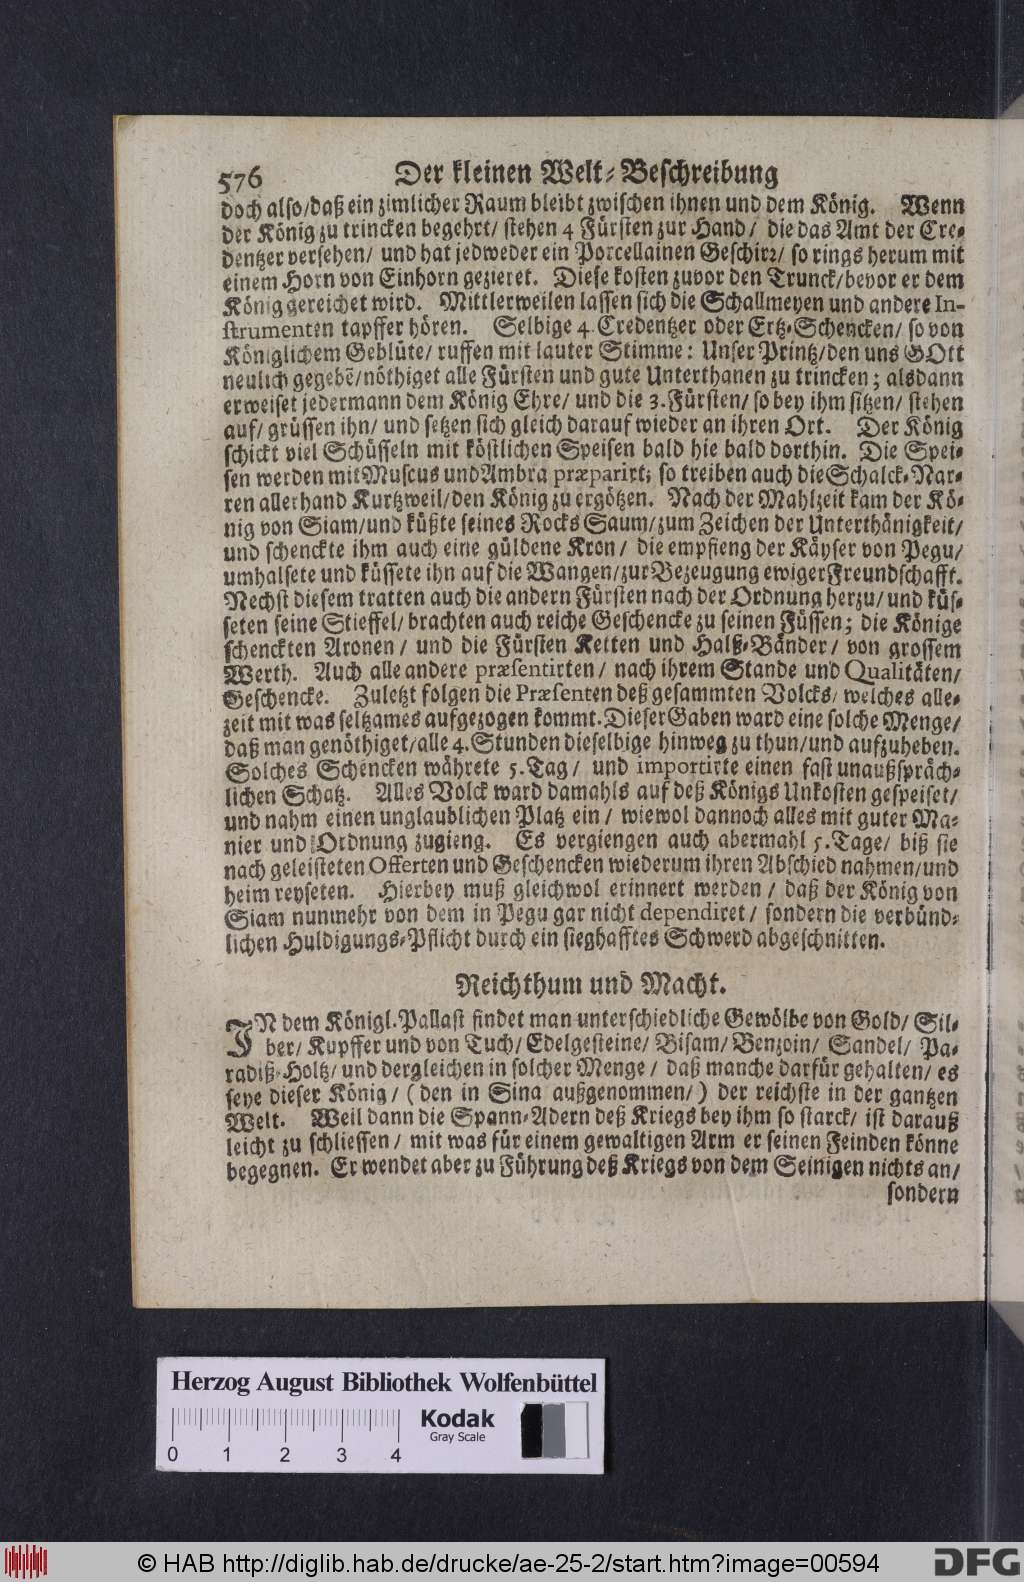 576 Der kleinen Welt-Beschreibung
doch also/daß ein zimlicher Raum bleibt zwischen ihnen und dem König. Wenn
der König zu trincken begehrt/ stehen 4 Fürsten zur Hand/ die das Amt der Cre-
dentzer versehen/ und hat jedweder ein Porcellainen Geschirr/ so rings herum mit
einem Horn von Einhorn gezieret. Diese kosten zuvor den Trunck/bevor er dem
König gereichet wird. Mittlerweilen lassen sich die Schallmeyen und andere In-
strumenten tapffer hören. Selbige 4 Credentzer oder Ertz-Schencken/ so von
Königlichem Geblüte/ ruffen mit lauter Stimme: Unser Printz/den uns GOtt
neulich gegebē/nöthiget alle Fürsten und gute Unterthanen zu trincken; alsdann
erweiset jedermann dem König Ehre/ und die 3. Fürsten/ so bey ihm sitzen/ stehen
auf/ grüssen ihn/ und setzen sich gleich darauf wieder an ihren Ort. Der König
schickt viel Schüsseln mit köstlichen Speisen bald hie bald dorthin. Die Spei-
sen werden mit Muscus und Ambra præparirt; so treiben auch die Schalck-Nar-
ren allerhand Kurtzweil/den König zu ergötzen. Nach der Mahlzeit kam der Kö-
nig von Siam/und küßte seines Rocks Saum/zum Zeichen der Unterthänigkeit/
und schenckte ihm auch eine güldene Kron/ die empfieng der Käyser von Pegu/
umhalsete und küssete ihn auf die Wangen/zur Bezeugung ewiger Freundschafft.
Nechst diesem tratten auch die andern Fürsten nach der Ordnung herzu/ und küs-
seten seine Stieffel/ brachten auch reiche Geschencke zu seinen Füssen; die Könige
schenckten Aronen/ und die Fürsten Ketten und Halß-Bänder/ von grossem
Werth. Auch alle andere præsentirten/ nach ihrem Stande und Qualitäten/
Geschencke. Zuletzt folgen die Præsenten deß gesammten Volcks/ welches alle-
zeit mit was seltzames aufgezogen kommt. Dieser Gaben ward eine solche Menge/
daß man genöthiget/alle 4. Stunden dieselbige hinweg zu thun/und aufzuheben.
Solches Schencken währete 5. Tag/ und importirte einen fast unaußspräch-
lichen Schatz. Alles Volck ward damahls auf deß Königs Unkosten gespeiset/
und nahm einen unglaublichen Platz ein/ wiewol dannoch alles mit guter Ma-
nier und Ordnung zugieng. Es vergiengen auch abermahl 5. Tage/ biß sie
nach geleisteten Offerten und Geschencken wiederum ihren Abschied nahmen/und
heim reyseten. Hierbey muß gleichwol erinnert werden/ daß der König von
Siam nunmehr von dem in Pegu gar nicht dependiret/ sondern die verbünd-
lichen Huldigungs-Pflicht durch ein sieghafftes Schwerd abgeschnitten.
Reichthum und Macht.
IN dem Königl. Pallast findet man unterschiedliche Gewölbe von Gold/ Sil-
ber/ Kupffer und von Tuch/ Edelgesteine/ Bisam/ Benzoin/ Sandel/ Pa-
radiß-Holtz/ und dergleichen in solcher Menge/ daß manche darfür gehalten/ es
seye dieser König/ (den in Sina außgenommen/) der reichste in der gantzen
Welt. Weil dann die Spann-Adern deß Kriegs bey ihm so starck/ ist darauß
leicht zu schliessen/ mit was für einem gewaltigen Arm er seinen Feinden könne
begegnen. Er wendet aber zu Führung deß Kriegs von dem Seinigen nichts an/
sondern
Herzog August Bibliothek Wolfenbüttel
Kodak
Gray Scale
0 1 2 3 4
© HAB http://diglib.hab.de/drucke/ae-25-2/start.htm?image=00594
DFG